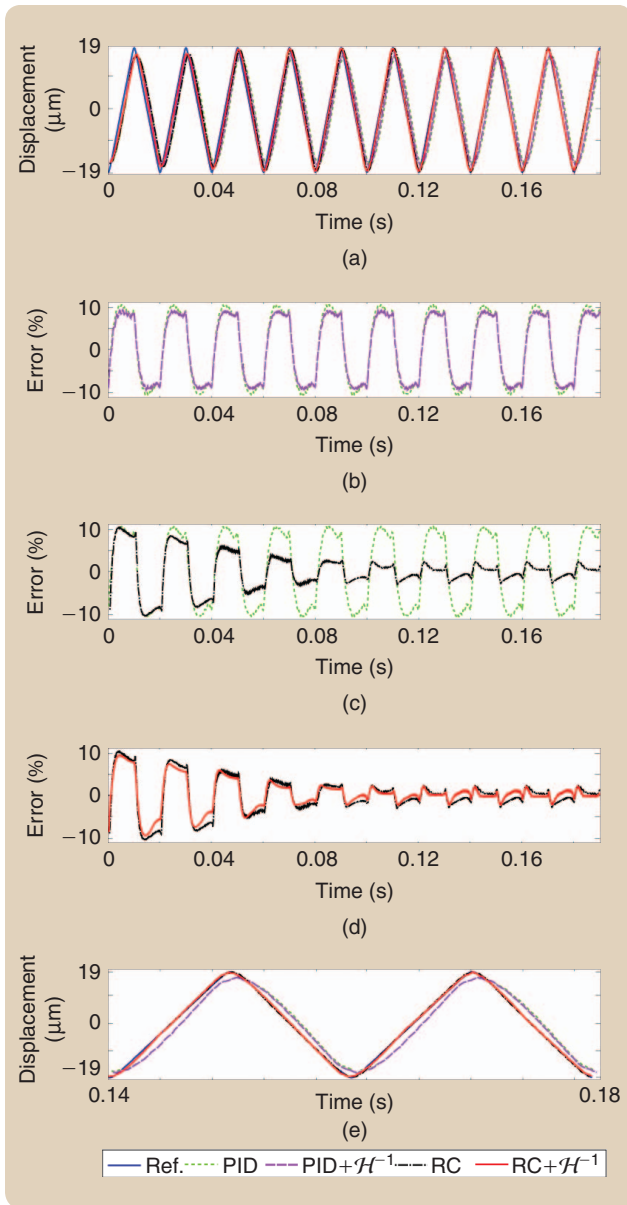 19
0
−19
Displacement
(μm)
0 0.04 0.08 0.12 0.16
Time (s)
(a)
10
0
−10
Error (%)
0 0.04 0.08 0.12 0.16
Time (s)
(b)
10
0
−10
Error (%)
0 0.04 0.08 0.12 0.16
Time (s)
(c)
10
0
−10
Error (%)
0 0.04 0.08 0.12 0.16
Time (s)
(d)
19
0
−19
Displacement
(μm)
0.14 Time (s) 0.18
(e)
Ref. PID PID+ℋ⁻¹ RC RC+ℋ⁻¹